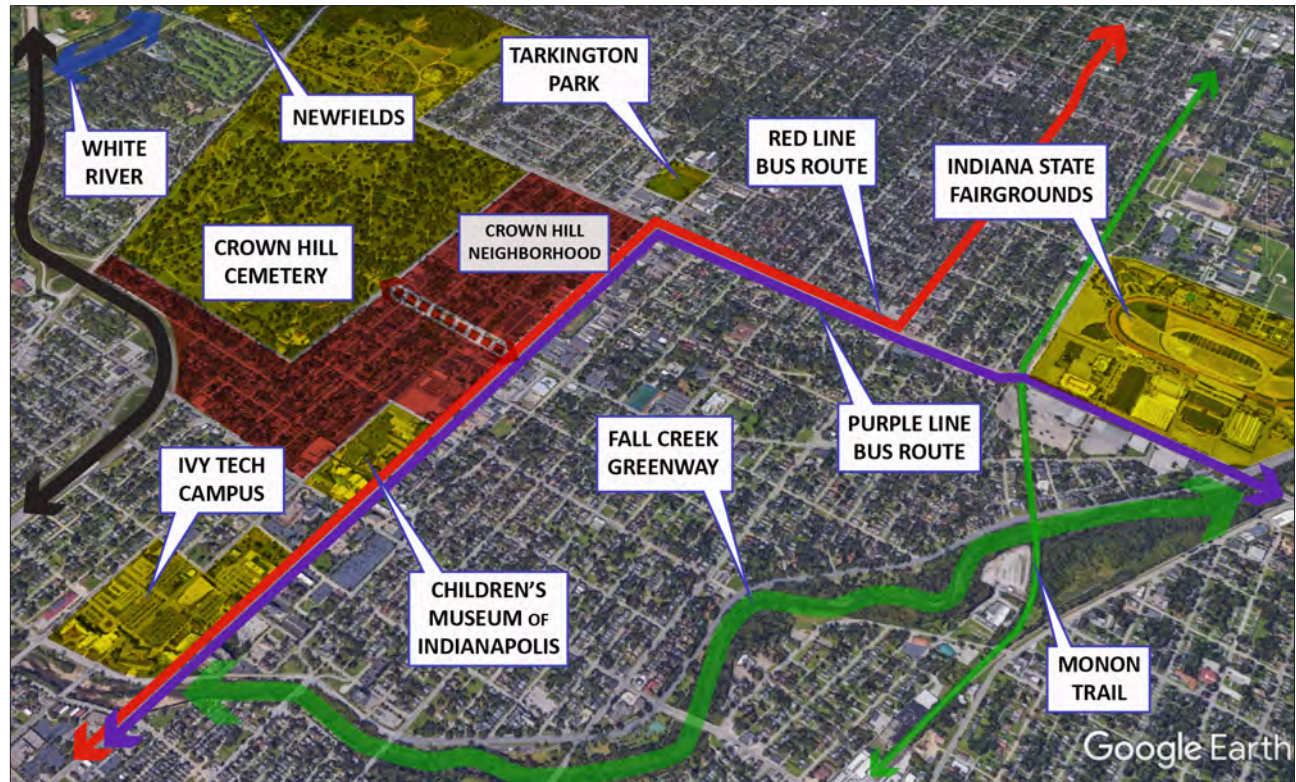 TARKINGTON
PARK
NEWFIELDS
WHITE
RIVER
RED LINE
BUS ROUTE
INDIANA STATE
FAIRGROUNDS
CROWN HILL
CEMETERY
CROWN HILL
NEIGHBORHOOD
IVY TECH
CAMPUS
FALL CREEK
GREENWAY
PURPLE LINE
BUS ROUTE
CHILDREN'S
MUSEUM OF
INDIANAPOLIS
MONON
TRAIL
Google Earth